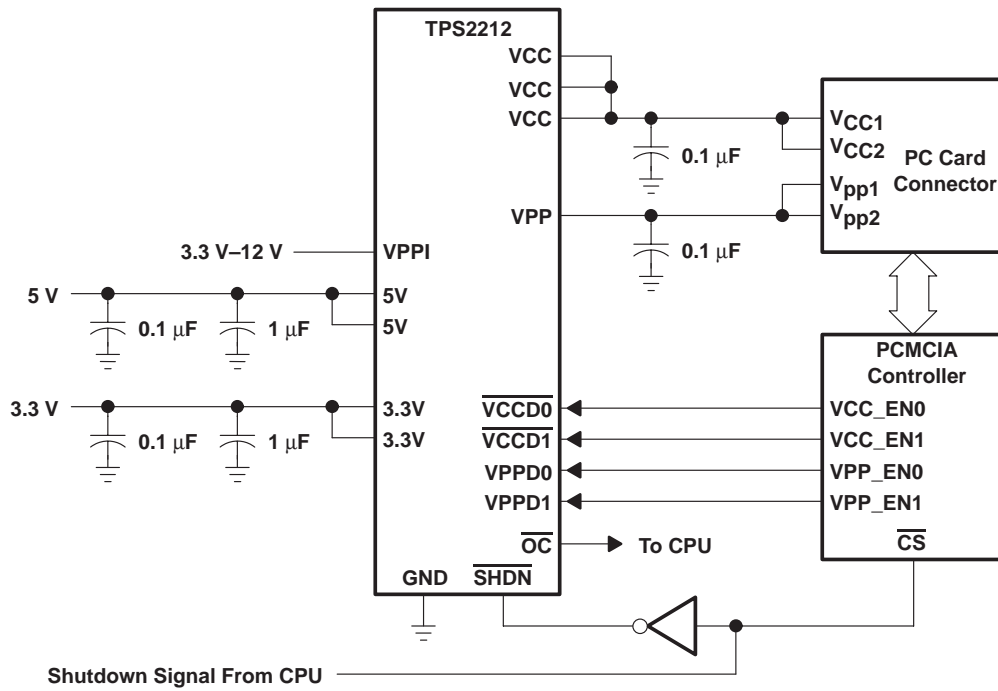 TPS2212
VCC
VCC
VCC
VCC1
VCC2
0.1 μF
PC Card
Connector
Vpp1
VPP
Vpp2
3.3 V–12 V
VPPI
0.1 μF
5 V
5V
0.1 μF
1 μF
5V
PCMCIA
Controller
3.3 V
3.3V
VCCD0
VCC_EN0
0.1 μF
1 μF
3.3V
VCCD1
VCC_EN1
VPPD0
VPP_EN0
VPPD1
VPP_EN1
OC
To CPU
CS
GND
SHDN
Shutdown Signal From CPU